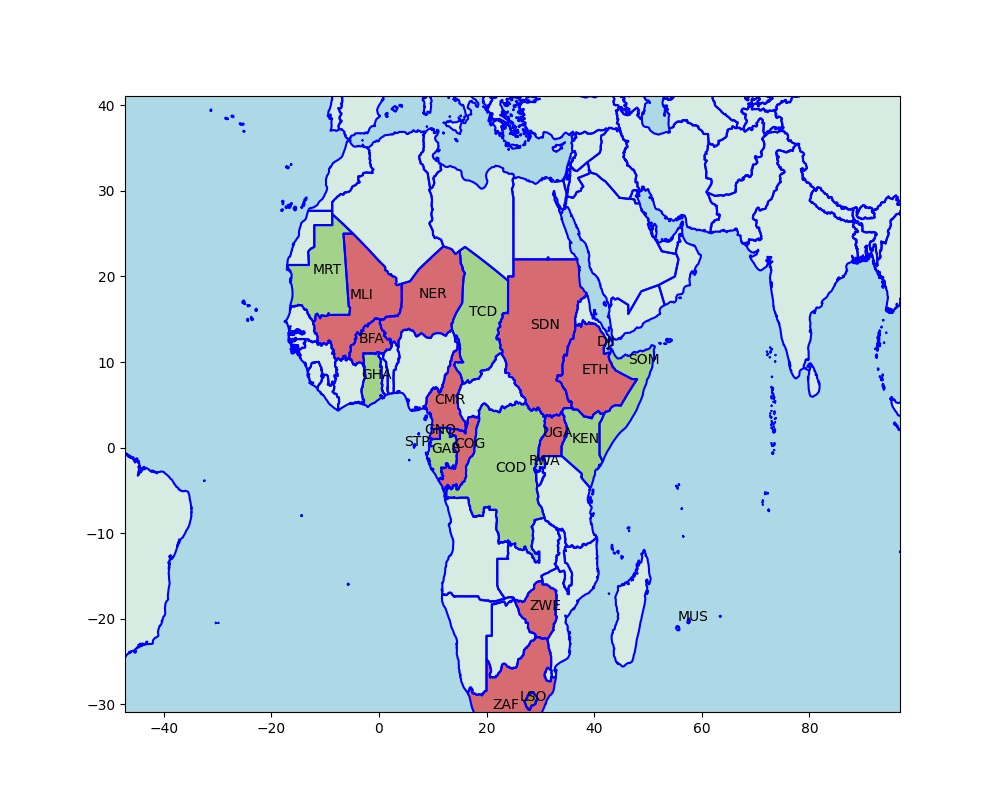 40
30
20
10
0
−10
−20
−30
MRT
MLI
NER
TCD
SDN
BFA
DJI
GHA
ETH
SOM
CMR
GNQ
STP
GAB
COG
UGA
KEN
COD
RWA
ZWE
MUS
LSO
ZAF
−40
−20
0
20
40
60
80